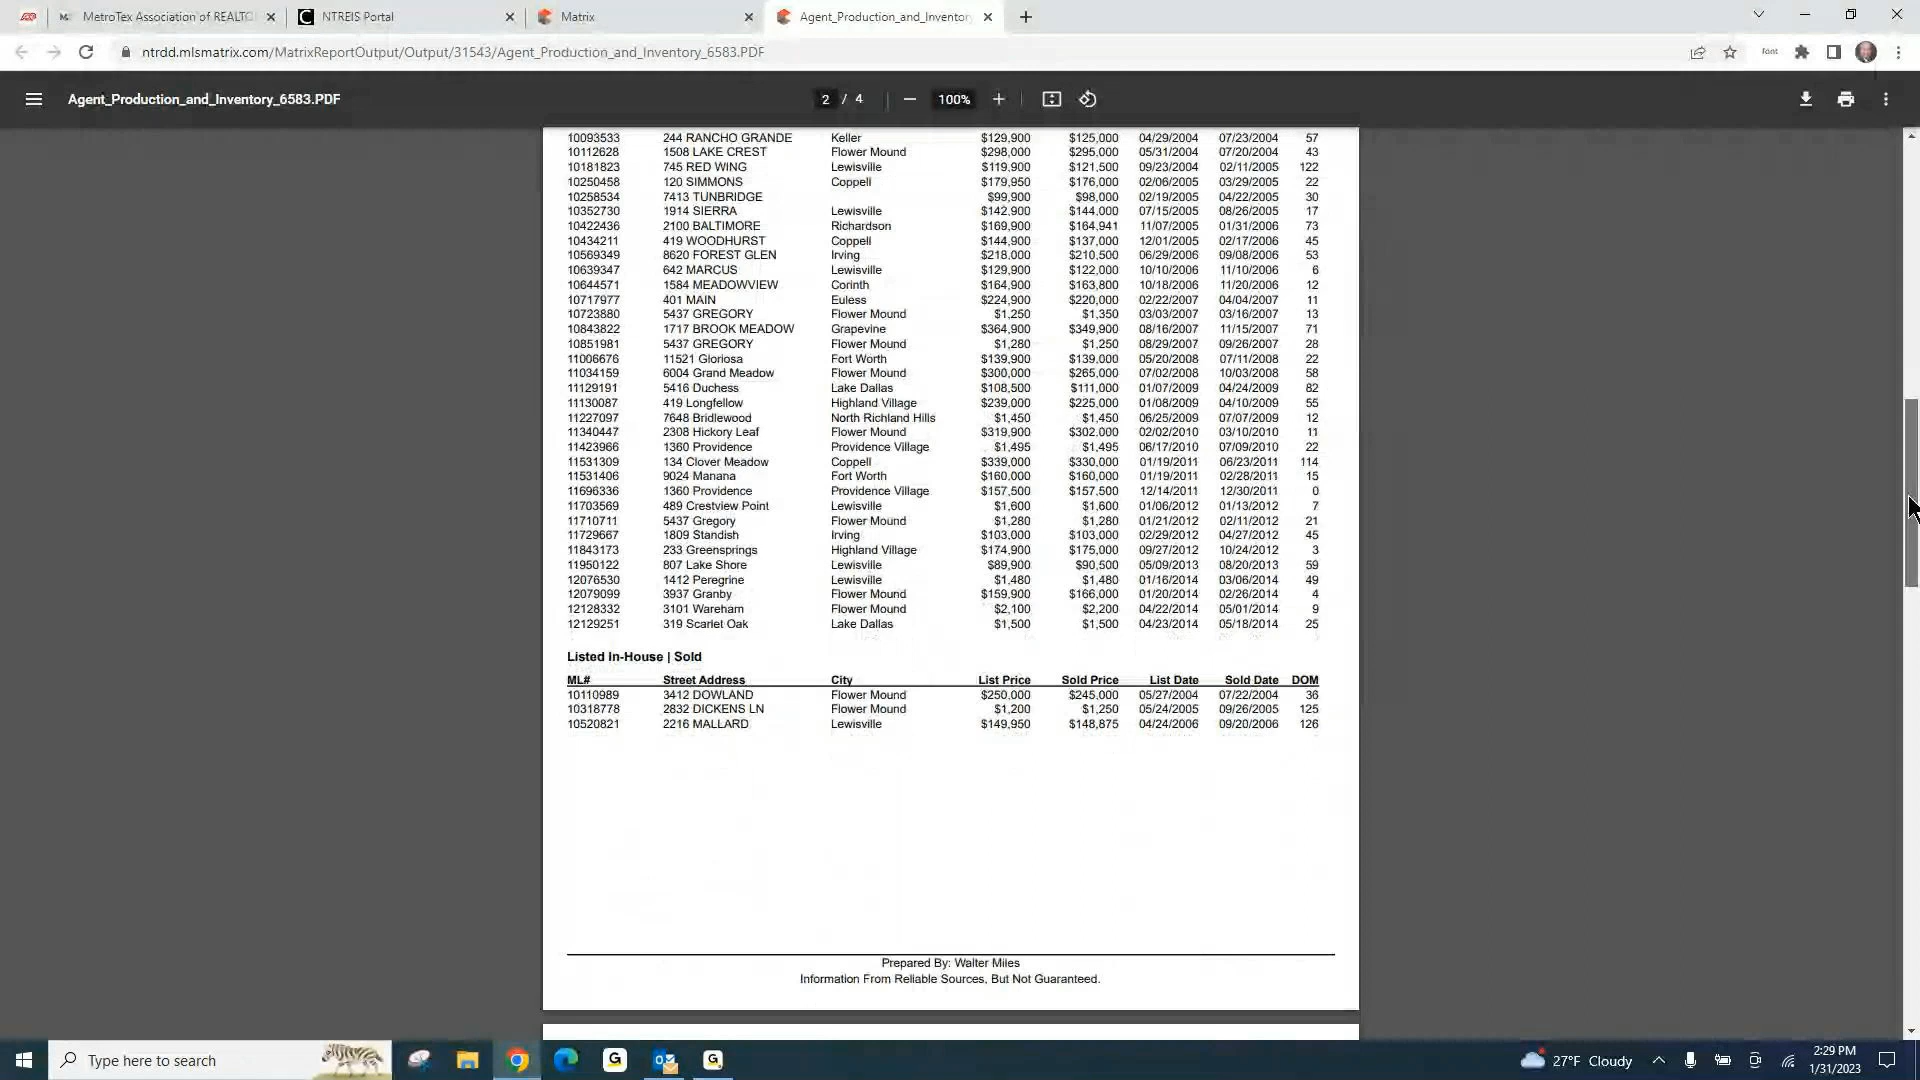 MetroTex Association of REALTO
NTREIS Portal
Matrix
Agent_Production_and_Inventory
ntrdd.mlsmatrix.com/MatrixReportOutput/Output/31543/Agent_Production_and_Inventory_6583.PDF
font
Agent_Production_and_Inventory_6583.PDF
2 / 4
100%
10093533 244 RANCHO GRANDE Keller $129,900 $125,000 04/29/2004 07/23/2004 57
10112628 1508 LAKE CREST Flower Mound $298,000 $295,000 05/31/2004 07/20/2004 43
10181823 745 RED WING Lewisville $119,900 $121,500 09/23/2004 02/11/2005 122
10250458 120 SIMMONS Coppell $179,950 $176,000 02/06/2005 03/29/2005 22
10258534 7413 TUNBRIDGE $99,900 $98,000 02/19/2005 04/22/2005 30
10352730 1914 SIERRA Lewisville $142,900 $144,000 07/15/2005 08/26/2005 17
10422436 2100 BALTIMORE Richardson $169,900 $164,941 11/07/2005 01/31/2006 73
10434211 419 WOODHURST Coppell $144,900 $137,000 12/01/2005 02/17/2006 45
10569349 8620 FOREST GLEN Irving $218,000 $210,500 06/29/2006 09/08/2006 53
10639347 642 MARCUS Lewisville $129,900 $122,000 10/10/2006 11/10/2006 6
10644571 1584 MEADOWVIEW Corinth $164,900 $163,800 10/18/2006 11/20/2006 12
10717977 401 MAIN Euless $224,900 $220,000 02/22/2007 04/04/2007 11
10723880 5437 GREGORY Flower Mound $1,250 $1,350 03/03/2007 03/16/2007 13
10843822 1717 BROOK MEADOW Grapevine $364,900 $349,900 08/16/2007 11/15/2007 71
10851981 5437 GREGORY Flower Mound $1,280 $1,250 08/29/2007 09/26/2007 28
11006676 11521 Gloriosa Fort Worth $139,900 $139,000 05/20/2008 07/11/2008 22
11034159 6004 Grand Meadow Flower Mound $300,000 $265,000 07/02/2008 10/03/2008 58
11129191 5416 Duchess Lake Dallas $108,500 $111,000 01/07/2009 04/24/2009 82
11130087 419 Longfellow Highland Village $239,000 $225,000 01/08/2009 04/10/2009 55
11227097 7648 Bridlewood North Richland Hills $1,450 $1,450 06/25/2009 07/07/2009 12
11340447 2308 Hickory Leaf Flower Mound $319,900 $302,000 02/02/2010 03/10/2010 11
11423966 1360 Providence Providence Village $1,495 $1,495 06/17/2010 07/09/2010 22
11531309 134 Clover Meadow Coppell $339,000 $330,000 01/19/2011 06/23/2011 114
11531406 9024 Manana Fort Worth $160,000 $160,000 01/19/2011 02/28/2011 15
11696336 1360 Providence Providence Village $157,500 $157,500 12/14/2011 12/30/2011 0
11703569 489 Crestview Point Lewisville $1,600 $1,600 01/06/2012 01/13/2012 7
11710711 5437 Gregory Flower Mound $1,280 $1,280 01/21/2012 02/11/2012 21
11729667 1809 Standish Irving $103,000 $103,000 02/29/2012 04/27/2012 45
11843173 233 Greensprings Highland Village $174,900 $175,000 09/27/2012 10/24/2012 3
11950122 807 Lake Shore Lewisville $89,900 $90,500 05/09/2013 08/20/2013 59
12076530 1412 Peregrine Lewisville $1,480 $1,480 01/16/2014 03/06/2014 49
12079099 3937 Granby Flower Mound $159,900 $166,000 01/20/2014 02/26/2014 4
12128332 3101 Wareham Flower Mound $2,100 $2,200 04/22/2014 05/01/2014 9
12129251 319 Scarlet Oak Lake Dallas $1,500 $1,500 04/23/2014 05/18/2014 25
Listed In-House | Sold
ML# Street Address City List Price Sold Price List Date Sold Date DOM
10110989 3412 DOWLAND Flower Mound $250,000 $245,000 05/27/2004 07/22/2004 36
10318778 2832 DICKENS LN Flower Mound $1,200 $1,250 05/24/2005 09/26/2005 125
10520821 2216 MALLARD Lewisville $149,950 $148,875 04/24/2006 09/20/2006 126
Prepared By: Walter Miles
Information From Reliable Sources, But Not Guaranteed.
Type here to search
27°F Cloudy
2:29 PM
1/31/2023